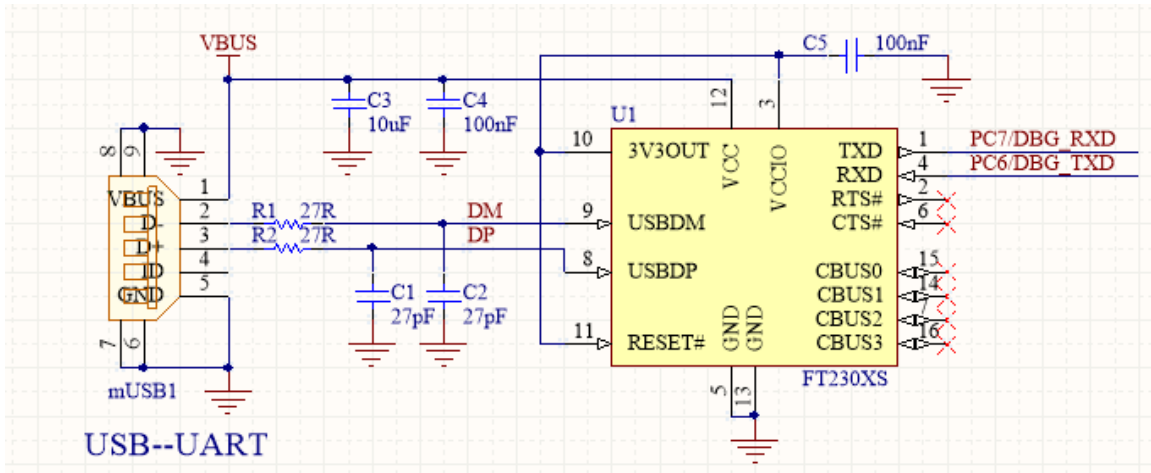 VBUS
C5 100nF
C3
10uF
C4
100nF
12
3
U1
8
9
10 3V3OUT
VCC
VCCIO
TXD 1 PC7/DBG_RXD
RXD 4 PC6/DBG_TXD
RTS# 2
CTS# 6
VBUS 1
D- 2 R1 27R DM 9 USBDM
D+ 3 R2 27R DP
8 USBDP
ID 4
GND 5
CBUS0 15
CBUS1 14
CBUS2 7
CBUS3 16
C1
27pF
C2
27pF
11 RESET#
GND
GND
7
6
5
13
mUSB1
FT230XS
USB--UART